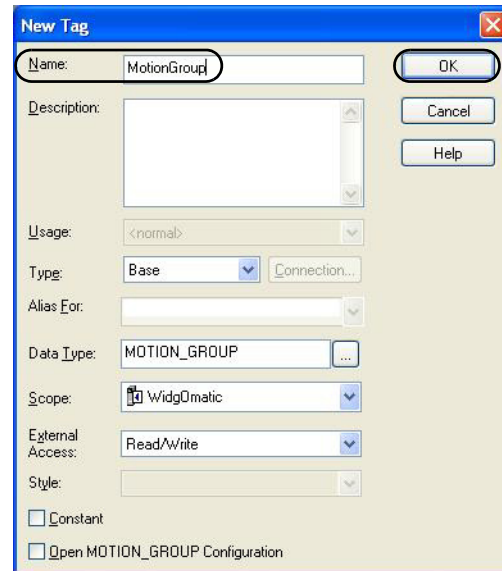 New Tag
Name: MotionGroup OK
Description: Cancel
Help
Usage: <normal>
Type: Base Connection...
Alias For:
Data Type: MOTION_GROUP ...
Scope: WidgOmatic
External Access: Read/Write
Style:
Constant
Open MOTION_GROUP Configuration